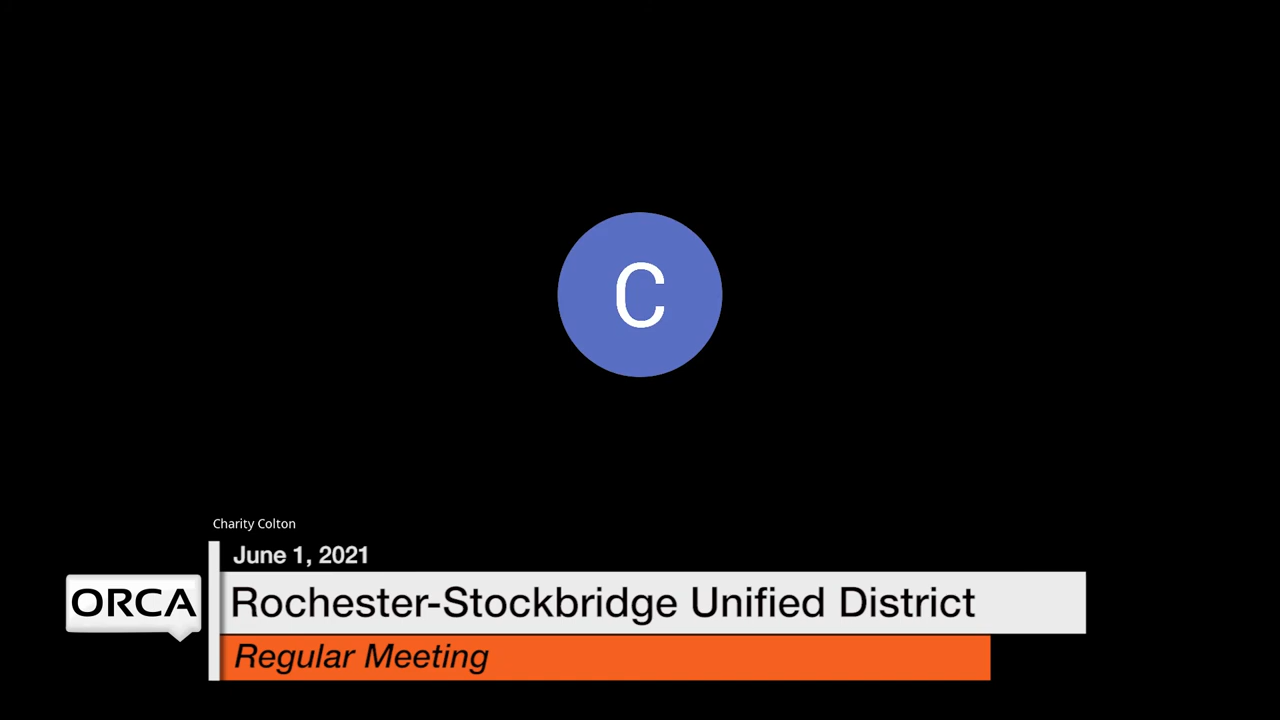 C
Charity Colton
June 1, 2021
ORCA
Rochester-Stockbridge Unified District
Regular Meeting